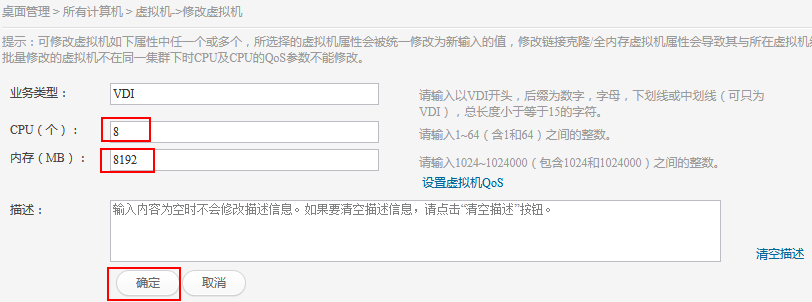 桌面管理 > 所有计算机 > 虚拟机->修改虚拟机
提示：可修改虚拟机如下属性中任一个或多个，所选择的虚拟机属性会被统一修改为新输入的值，修改链接克隆/全内存虚拟机属性会导致其与所在虚拟机
批量修改的虚拟机不在同一集群下时CPU及CPU的QoS参数不能修改。
业务类型： VDI 请输入以VDI开头，后缀为数字，字母，下划线或中划线（可只为
VDI），总长度小于等于15的字符。
CPU（个）： 8 请输入1~64（含1和64）之间的整数。
内存（MB）： 8192 请输入1024~1024000（包含1024和1024000）之间的整数。
设置虚拟机QoS
描述： 输入内容为空时不会修改描述信息。如果要清空描述信息，请点击“清空描述”按钮。
清空描述
确定 取消